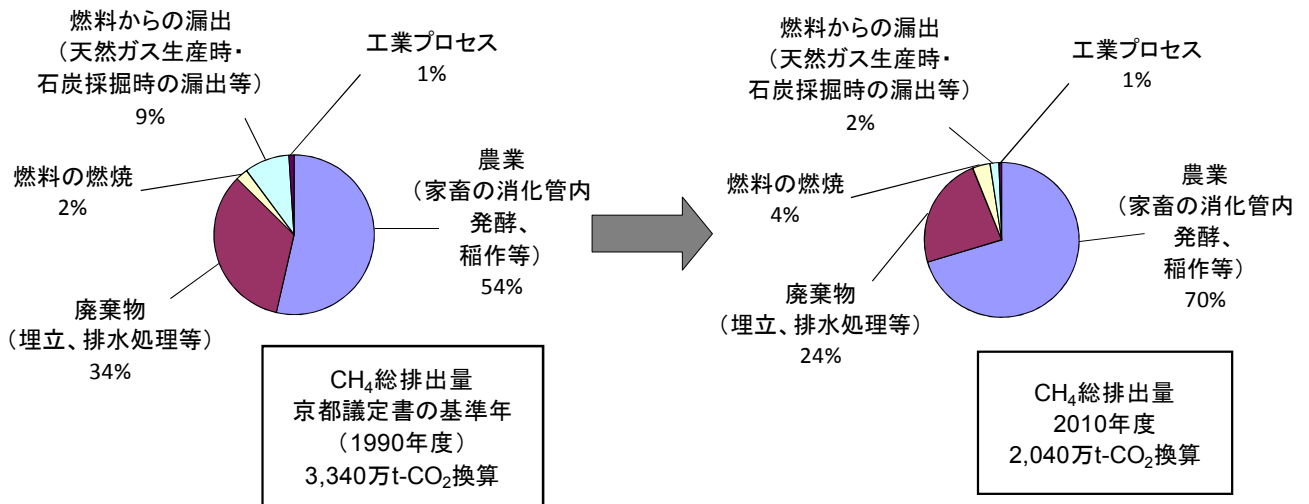 燃料からの漏出
（天然ガス生産時・
石炭採掘時の漏出等）
9%
工業プロセス
1%
燃料の燃焼
2%
農業
（家畜の消化管内
発酵、
稲作等）
54%
廃棄物
（埋立、排水処理等）
34%
CH₄総排出量
京都議定書の基準年
（1990年度）
3,340万t-CO₂換算
燃料からの漏出
（天然ガス生産時・
石炭採掘時の漏出等）
2%
工業プロセス
1%
燃料の燃焼
4%
農業
（家畜の消化管内
発酵、
稲作等）
70%
廃棄物
（埋立、排水処理等）
24%
CH₄総排出量
2010年度
2,040万t-CO₂換算